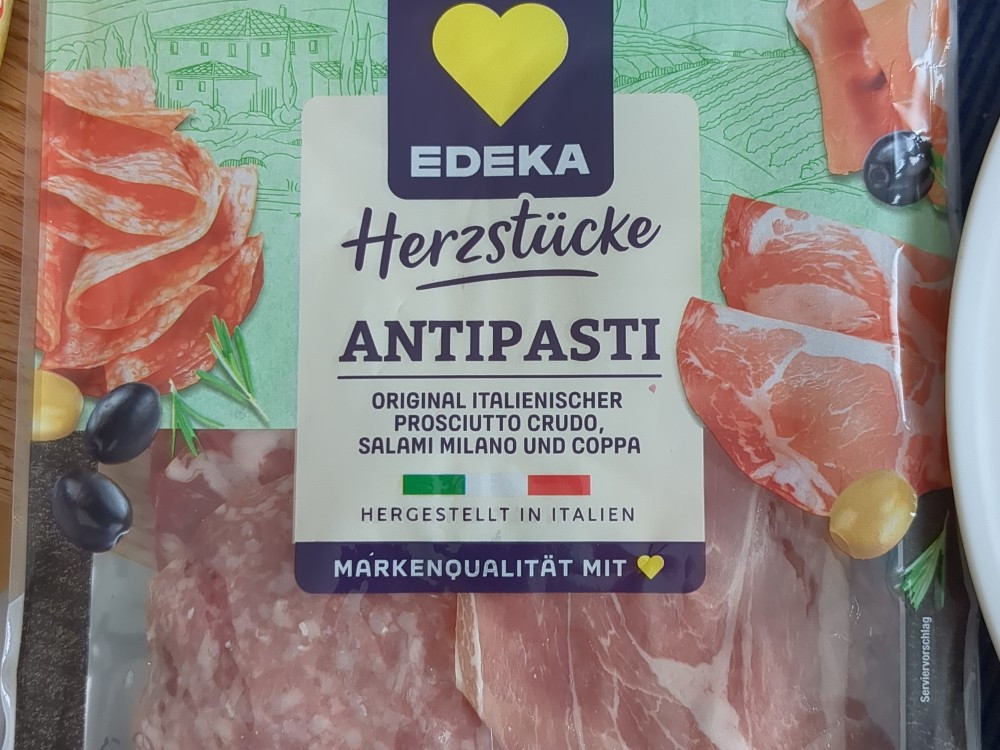 EDEKA
Herzstücke
ANTIPASTI
ORIGINAL ITALIENISCHER
PROSCIUTTO CRUDO,
SALAMI MILANO UND COPPA
HERGESTELLT IN ITALIEN
MARKENQUALITÄT MIT
Serviervorschlag